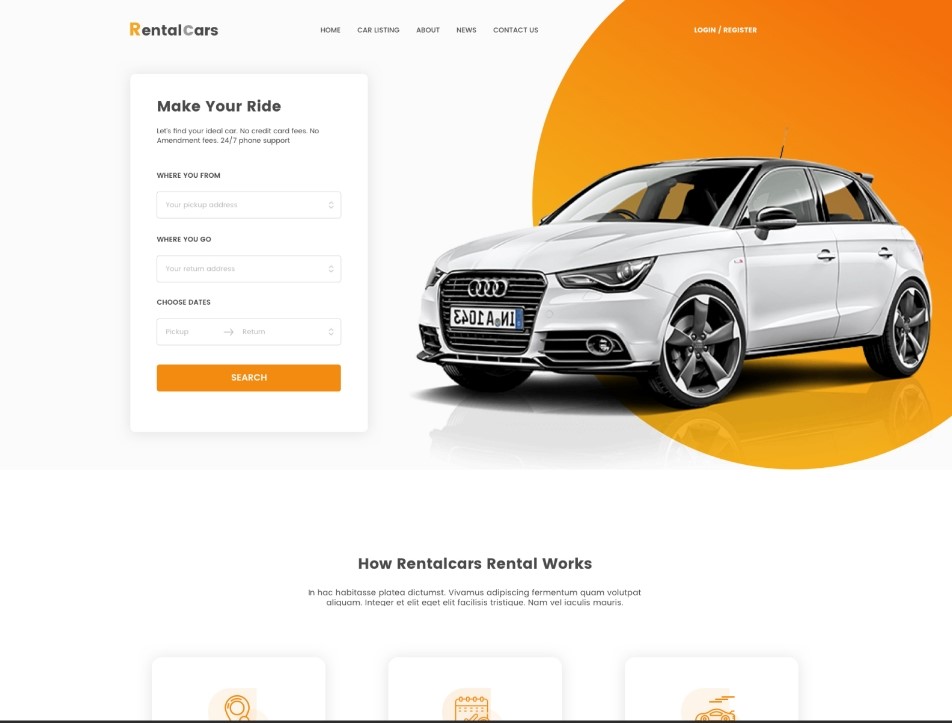 RentalCars
HOME
CAR LISTING
ABOUT
NEWS
CONTACT US
LOGIN / REGISTER
Make Your Ride
Let's find your ideal car. No credit card fees. No
Amendment fees. 24/7 phone support
WHERE YOU FROM
Your pickup address
WHERE YOU GO
Your return address
CHOOSE DATES
Pickup
Return
SEARCH
IN A1043
How Rentalcars Rental Works
In hac habitasse platea dictumst. Vivamus adipiscing fermentum quam volutpat
aliquam. Integer et elit eget elit facilisis tristique. Nam vel iaculis mauris.